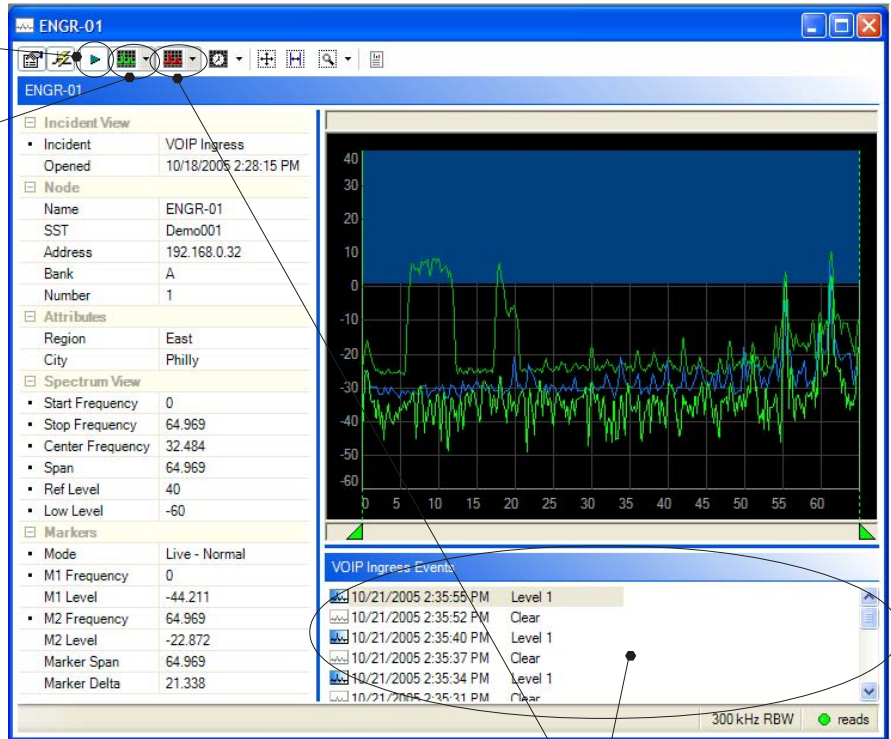 ENGR-01
ENGR-01
Incident View
Incident VOIP Ingress
Opened 10/18/2005 2:28:15 PM
Node
Name ENGR-01
SST Demo001
Address 192.168.0.32
Bank A
Number 1
Attributes
Region East
City Philly
Spectrum View
Start Frequency 0
Stop Frequency 64.969
Center Frequency 32.484
Span 64.969
Ref Level 40
Low Level -60
Markers
Mode Live - Normal
M1 Frequency 0
M1 Level -44.211
M2 Frequency 64.969
M2 Level -22.872
Marker Span 64.969
Marker Delta 21.338
40
30
20
10
0
-10
-20
-30
-40
-50
-60
0 5 10 15 20 25 30 35 40 45 50 55 60
VOIP Ingress Events
10/21/2005 2:35:55 PM Level 1
10/21/2005 2:35:52 PM Clear
10/21/2005 2:35:40 PM Level 1
10/21/2005 2:35:37 PM Clear
10/21/2005 2:35:34 PM Level 1
10/21/2005 2:35:31 PM Clear
300 kHz RBW reads